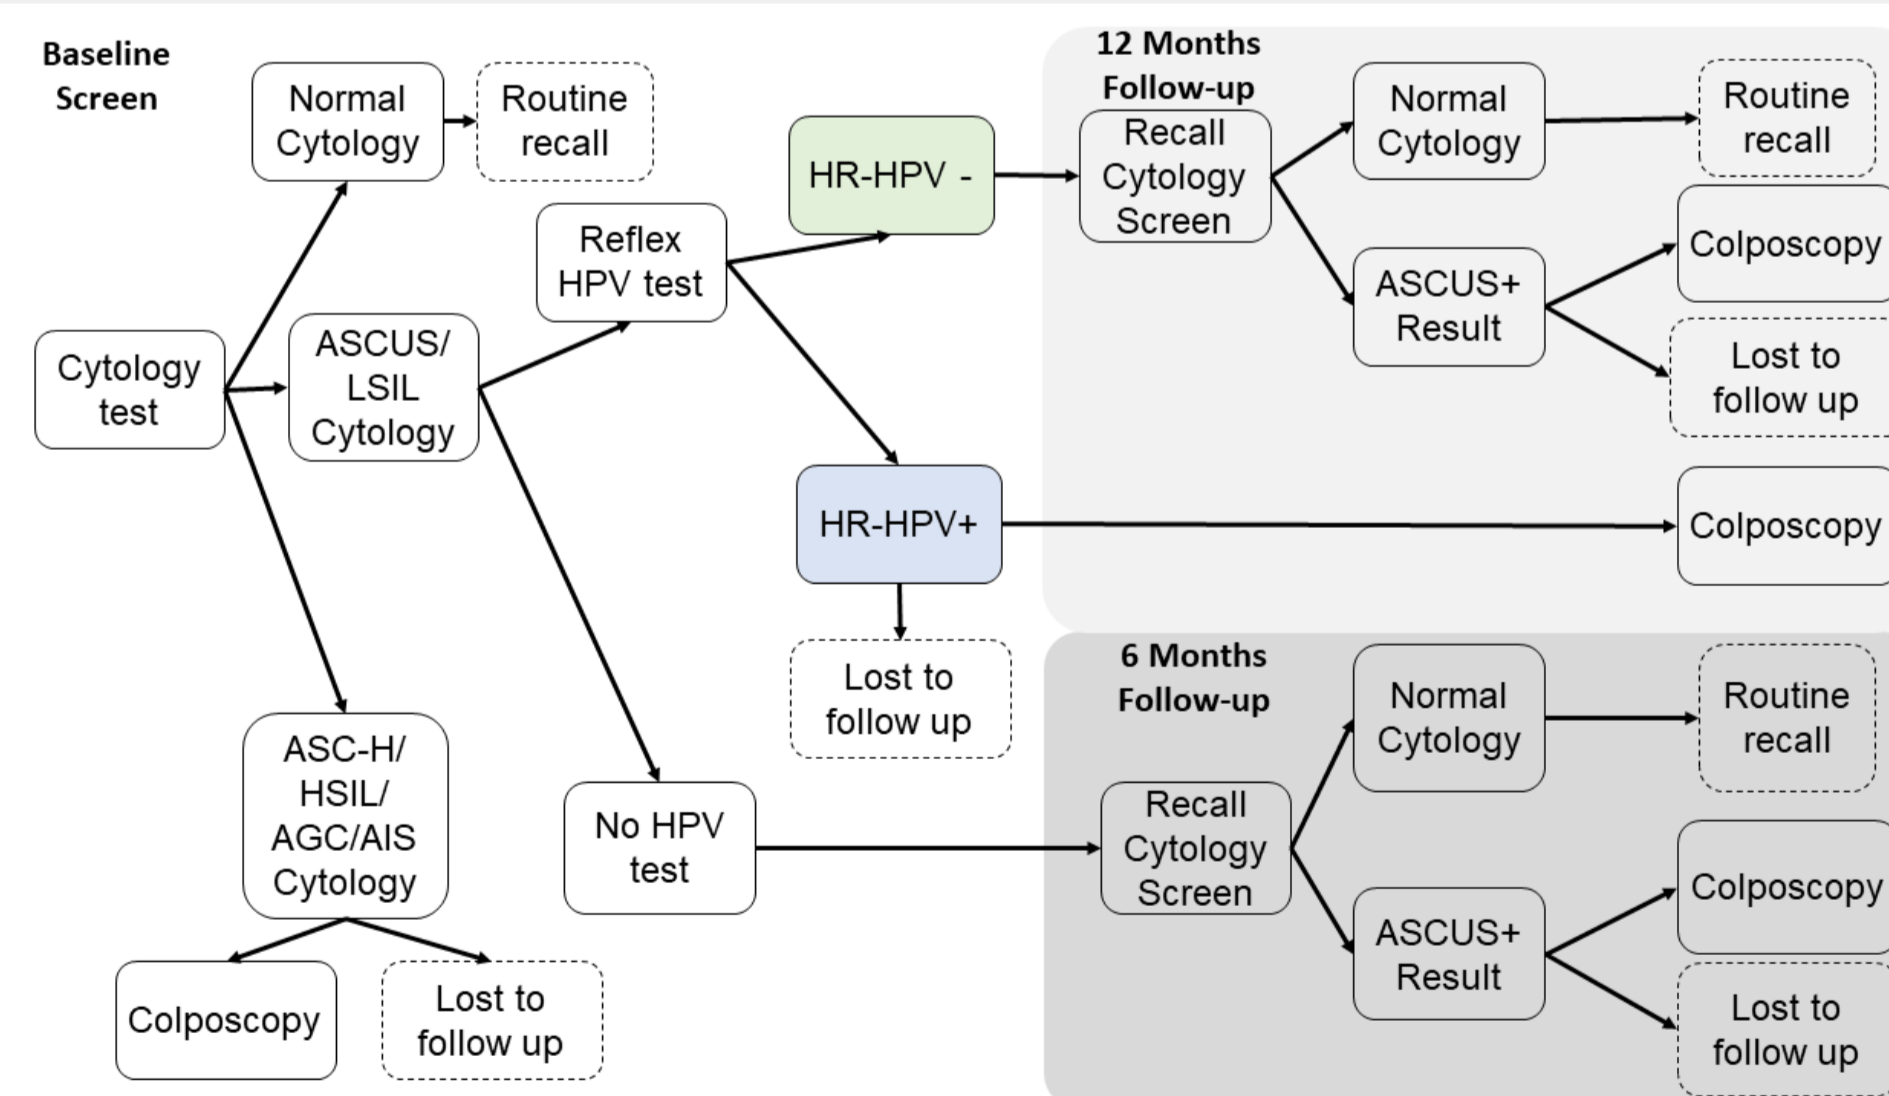 Baseline
Screen
Normal
Cytology
Routine
recall
Cytology
test
ASCUS/
LSIL
Cytology
Reflex
HPV test
HR-HPV -
HR-HPV+
Lost to
follow up
ASC-H/
HSIL/
AGC/AIS
Cytology
No HPV
test
Colposcopy
Lost to
follow up
12 Months
Follow-up
Recall
Cytology
Screen
Normal
Cytology
Routine
recall
ASCUS+
Result
Colposcopy
Lost to
follow up
Colposcopy
6 Months
Follow-up
Recall
Cytology
Screen
Normal
Cytology
Routine
recall
ASCUS+
Result
Colposcopy
Lost to
follow up